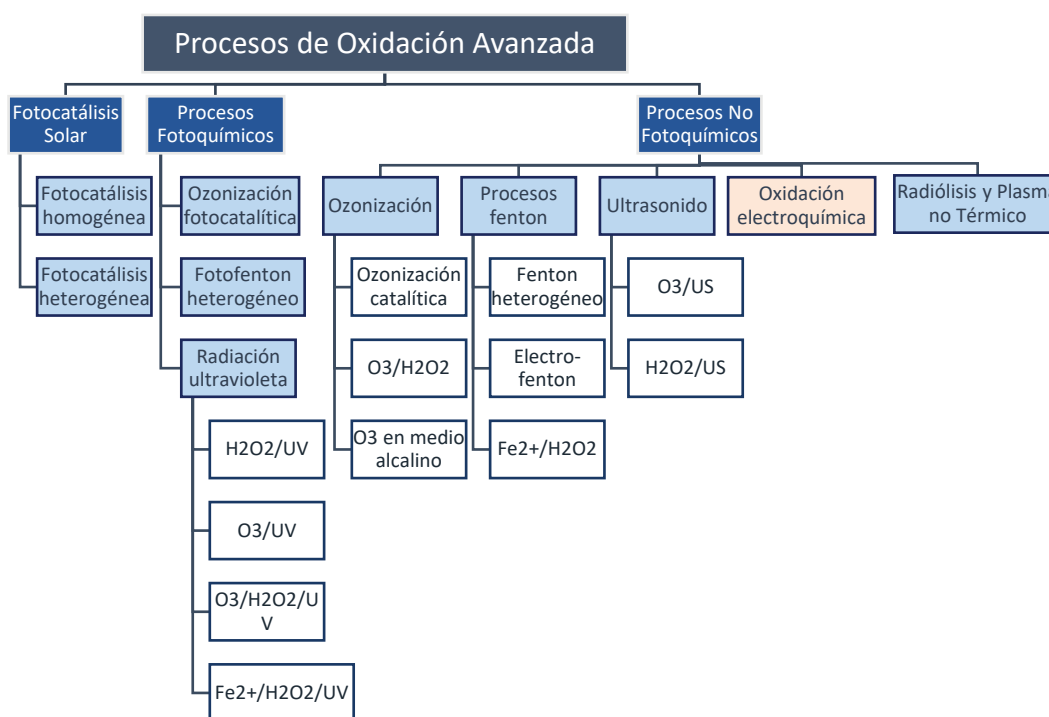 Procesos de Oxidación Avanzada
Fotocatálisis
Solar
Procesos
Fotoquímicos
Procesos No
Fotoquímicos
Fotocatálisis
homogénea
Fotocatálisis
heterogénea
Ozonización
fotocatalítica
Fotofenton
heterogéneo
Radiación
ultravioleta
H2O2/UV
O3/UV
O3/H2O2/U
V
Fe2+/H2O2/UV
Ozonización
Ozonización
catalítica
O3/H2O2
O3 en medio
alcalino
Procesos
fenton
Fenton
heterogéneo
Electro-
fenton
Fe2+/H2O2
Ultrasonido
O3/US
H2O2/US
Oxidación
electroquímica
Radiólisis y Plasma
no Térmico